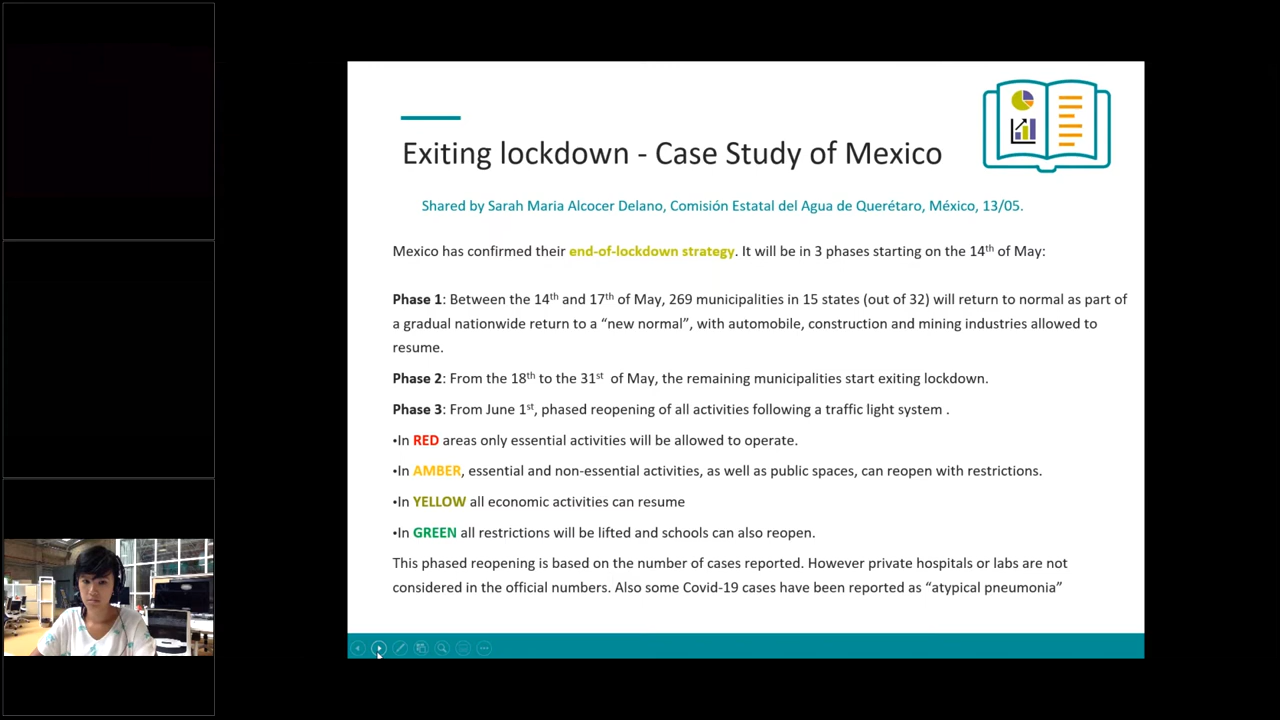 Exiting lockdown - Case Study of Mexico
Shared by Sarah Maria Alcocer Delano, Comisión Estatal del Agua de Querétaro, México, 13/05.
Mexico has confirmed their end-of-lockdown strategy. It will be in 3 phases starting on the 14th of May:
Phase 1: Between the 14th and 17th of May, 269 municipalities in 15 states (out of 32) will return to normal as part of
a gradual nationwide return to a “new normal”, with automobile, construction and mining industries allowed to
resume.
Phase 2: From the 18th to the 31st of May, the remaining municipalities start exiting lockdown.
Phase 3: From June 1st, phased reopening of all activities following a traffic light system .
•In RED areas only essential activities will be allowed to operate.
•In AMBER, essential and non-essential activities, as well as public spaces, can reopen with restrictions.
•In YELLOW all economic activities can resume
•In GREEN all restrictions will be lifted and schools can also reopen.
This phased reopening is based on the number of cases reported. However private hospitals or labs are not
considered in the official numbers. Also some Covid-19 cases have been reported as “atypical pneumonia”